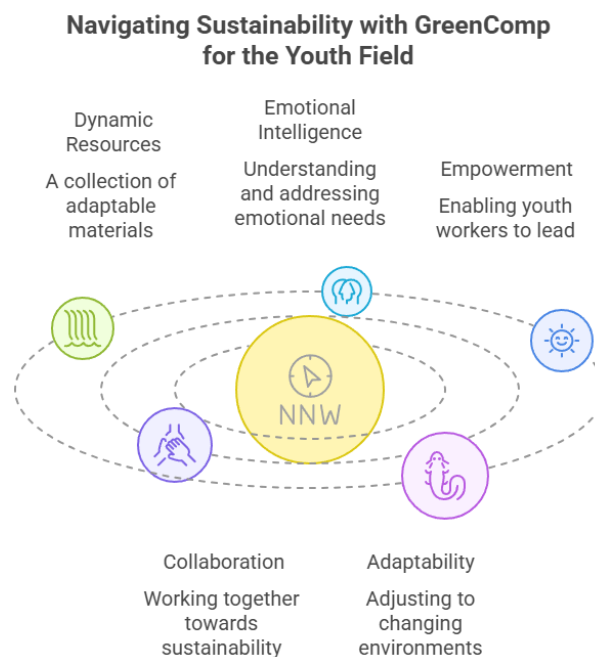 Navigating Sustainability with GreenComp
for the Youth Field
Dynamic
Resources
A collection of
adaptable
materials
Emotional
Intelligence
Understanding
and addressing
emotional needs
Empowerment
Enabling youth
workers to lead
NNW
Collaboration
Working together
towards
sustainability
Adaptability
Adjusting to
changing
environments